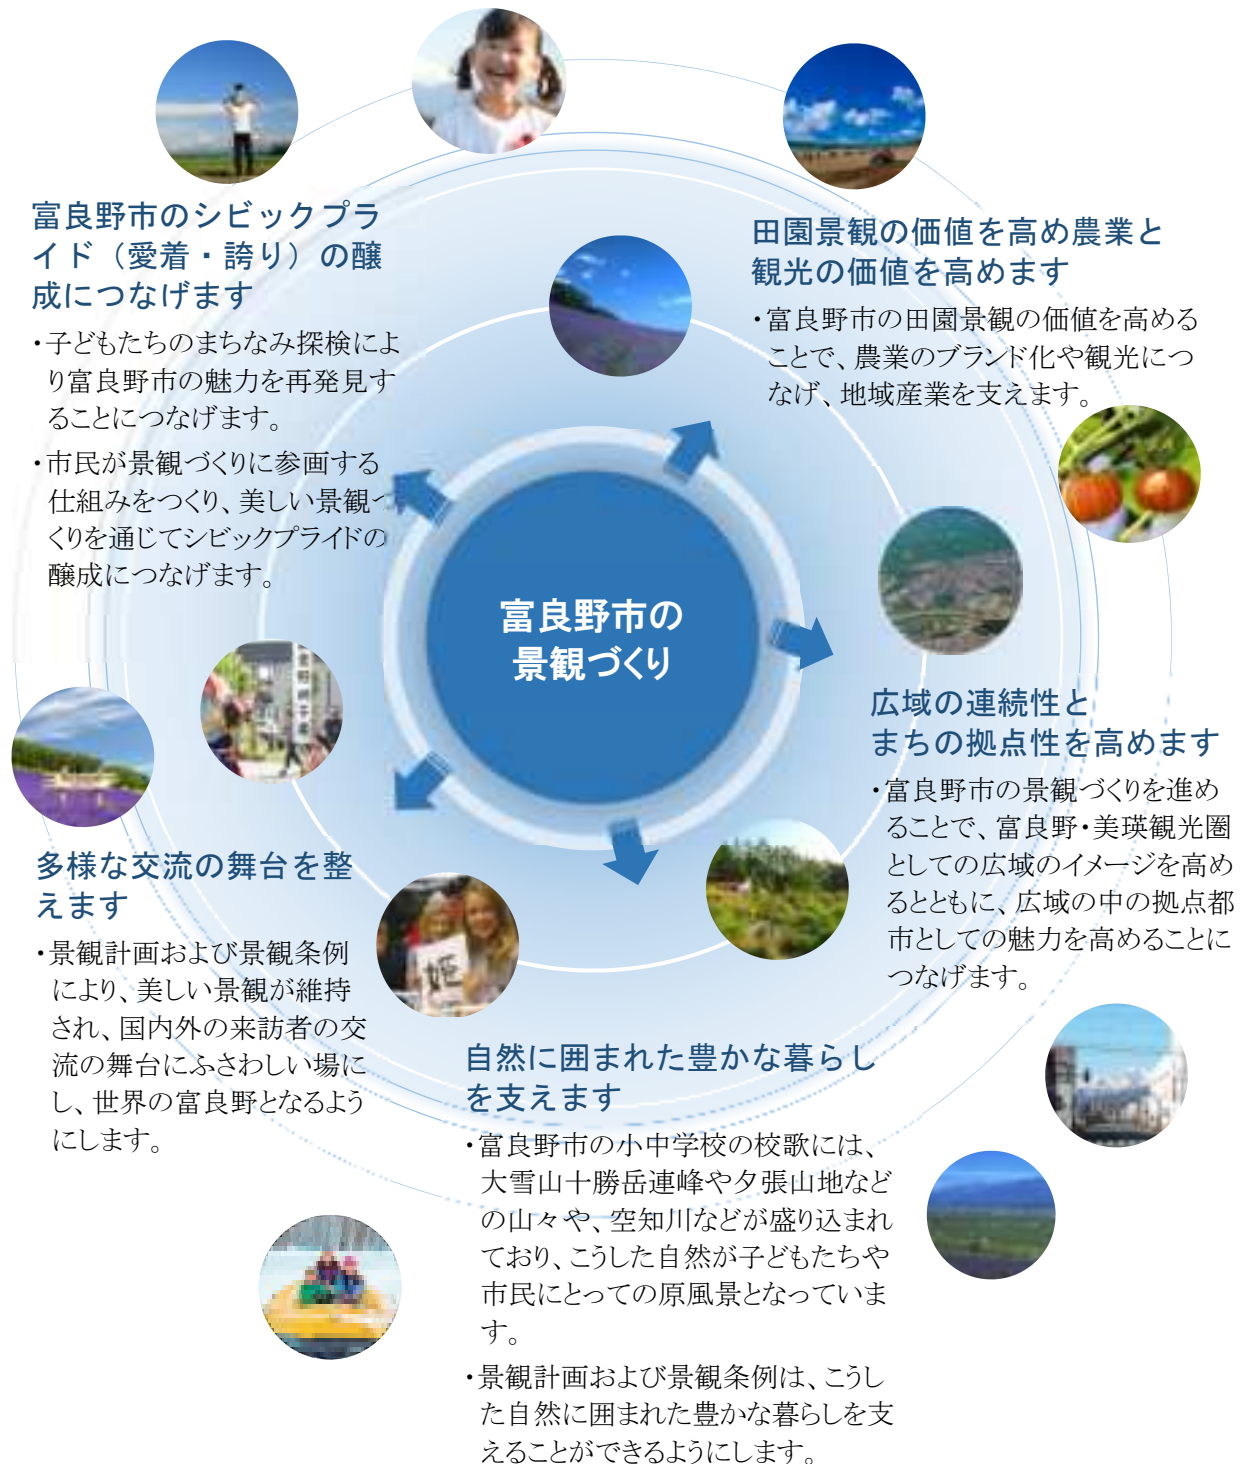 富良野市のシビックプラ
イド（愛着・誇り）の醸
成につなげます
・子どもたちのまちなみ探検によ
り富良野市の魅力を再発見す
ることにつなげます。
・市民が景観づくりに参画する
仕組みをつくり、美しい景観づ
くりを通じてシビックプライドの
醸成につなげます。
田園景観の価値を高め農業と
観光の価値を高めます
・富良野市の田園景観の価値を高める
ことで、農業のブランド化や観光につ
なげ、地域産業を支えます。
富良野市の
景観づくり
広域の連続性と
まちの拠点性を高めます
・富良野市の景観づくりを進め
ることで、富良野・美瑛観光圏
としての広域のイメージを高め
るとともに、広域の中の拠点都
市としての魅力を高めることに
つなげます。
多様な交流の舞台を整
えます
・景観計画および景観条例
により、美しい景観が維持
され、国内外の来訪者の交
流の舞台にふさわしい場に
し、世界の富良野となるよう
にします。
姫
自然に囲まれた豊かな暮らし
を支えます
・富良野市の小中学校の校歌には、
大雪山十勝岳連峰や夕張山地など
の山々や、空知川などが盛り込まれ
ており、こうした自然が子どもたちや
市民にとっての原風景となっていま
す。
・景観計画および景観条例は、こうし
た自然に囲まれた豊かな暮らしを支
えることができるようにします。